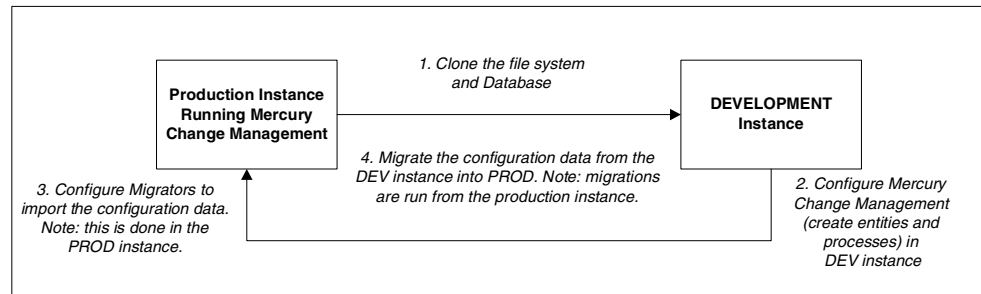 1. Clone the file system
and Database
Production Instance
Running Mercury
Change Management
DEVELOPMENT
Instance
4. Migrate the configuration data from the
DEV instance into PROD. Note: migrations
are run from the production instance.
3. Configure Migrators to
import the configuration data.
Note: this is done in the
PROD instance.
2. Configure Mercury
Change Management
(create entities and
processes) in
DEV instance